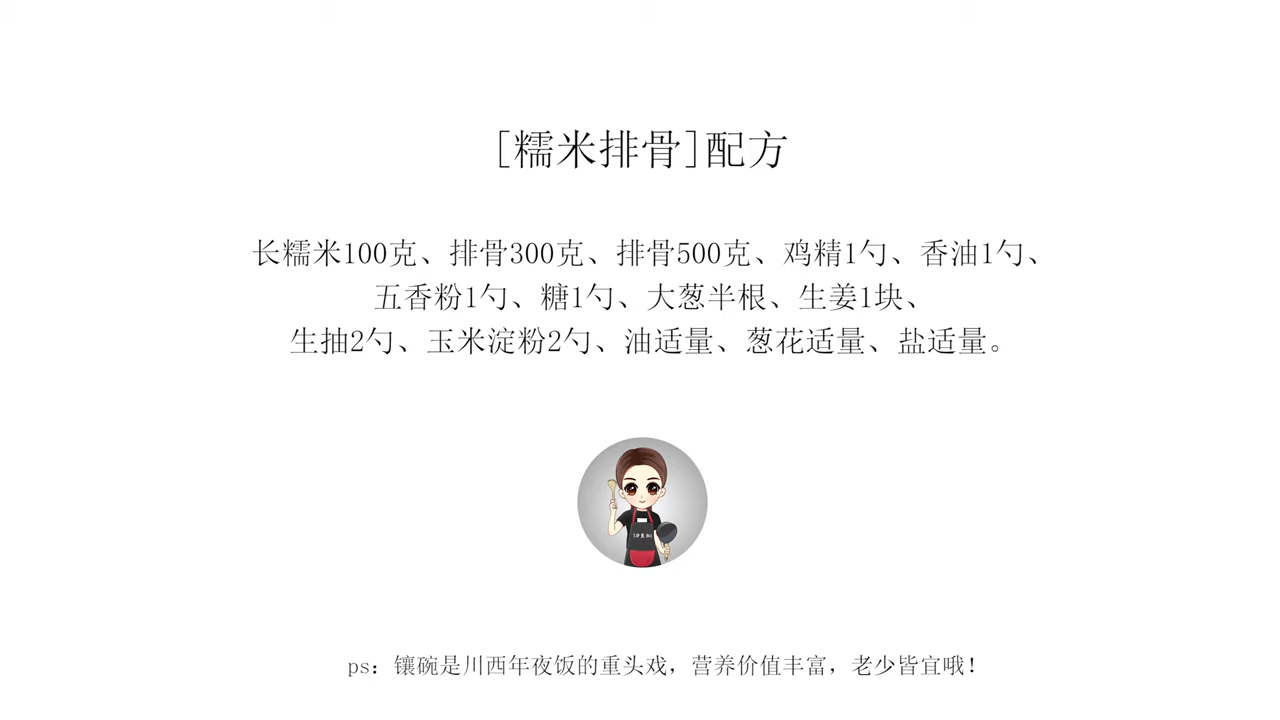 [糯米排骨]配方
长糯米100克、排骨300克、排骨500克、鸡精1勺、香油1勺、
五香粉1勺、糖1勺、大葱半根、生姜1块、
生抽2勺、玉米淀粉2勺、油适量、葱花适量、盐适量。
ps：镶碗是川西年夜饭的重头戏，营养价值丰富，老少皆宜哦！